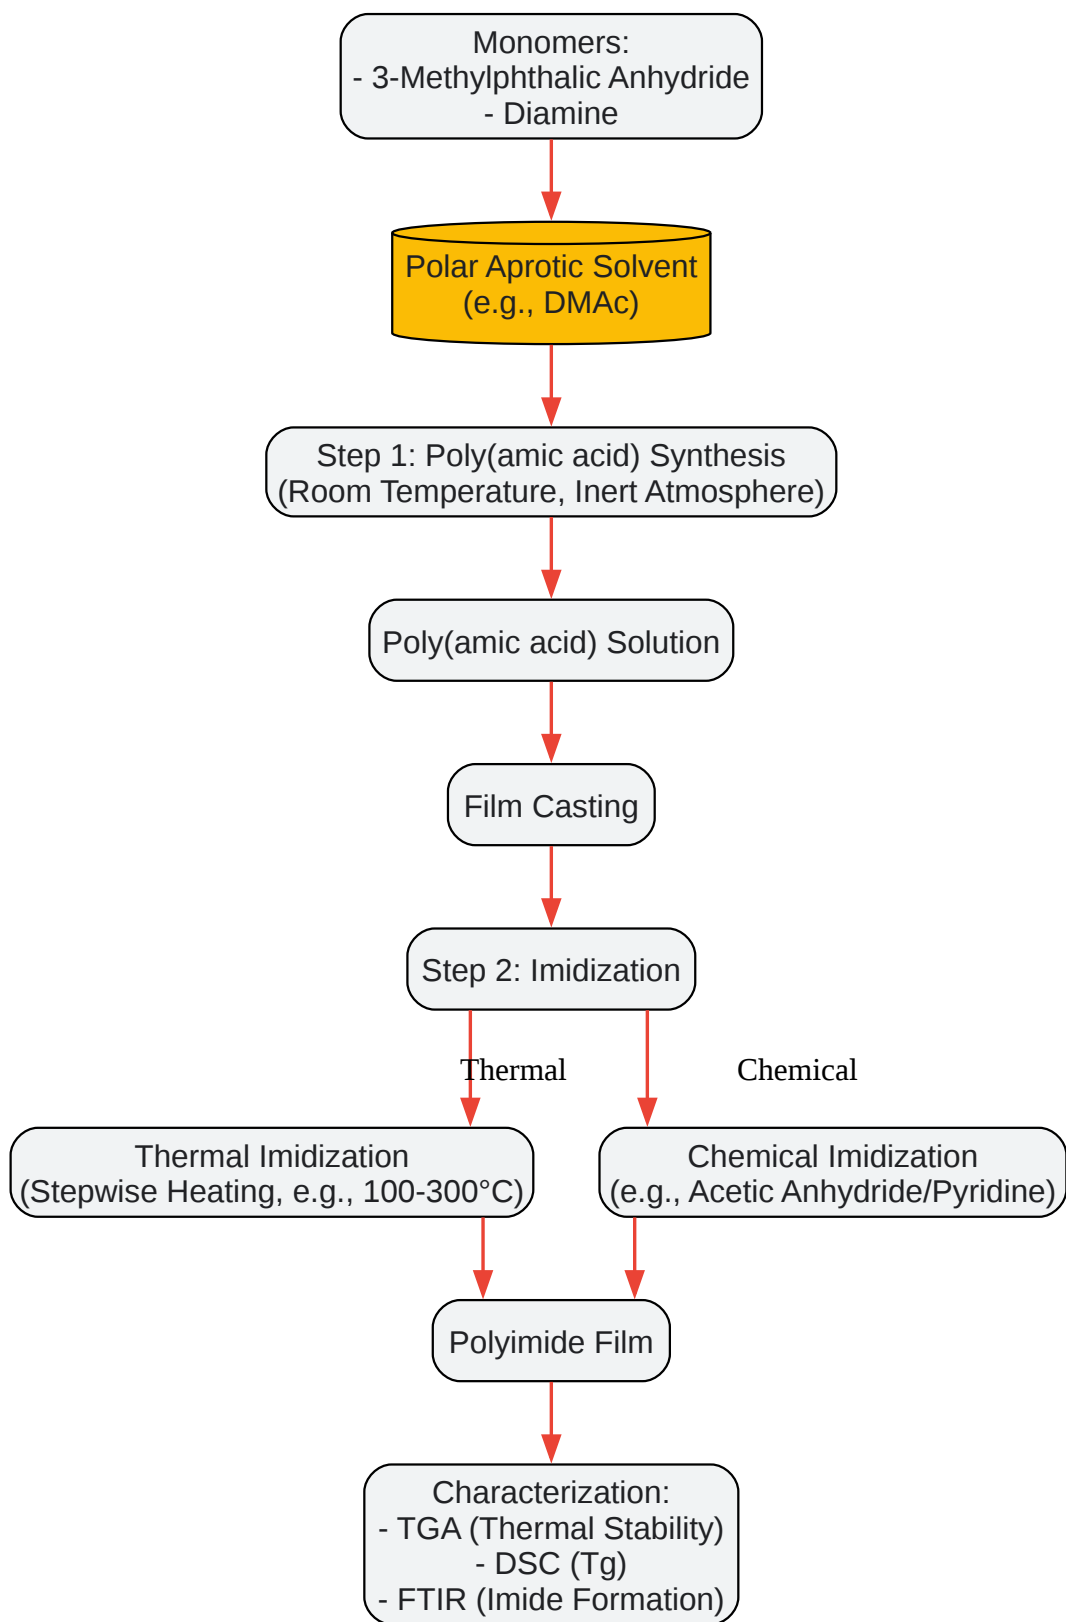 Monomers:
- 3-Methylphthalic Anhydride
- Diamine
Polar Aprotic Solvent
(e.g., DMAc)
Step 1: Poly(amic acid) Synthesis
(Room Temperature, Inert Atmosphere)
Poly(amic acid) Solution
Film Casting
Step 2: Imidization
Thermal
Chemical
Thermal Imidization
(Stepwise Heating, e.g., 100-300°C)
Chemical Imidization
(e.g., Acetic Anhydride/Pyridine)
Polyimide Film
Characterization:
- TGA (Thermal Stability)
- DSC (Tg)
- FTIR (Imide Formation)